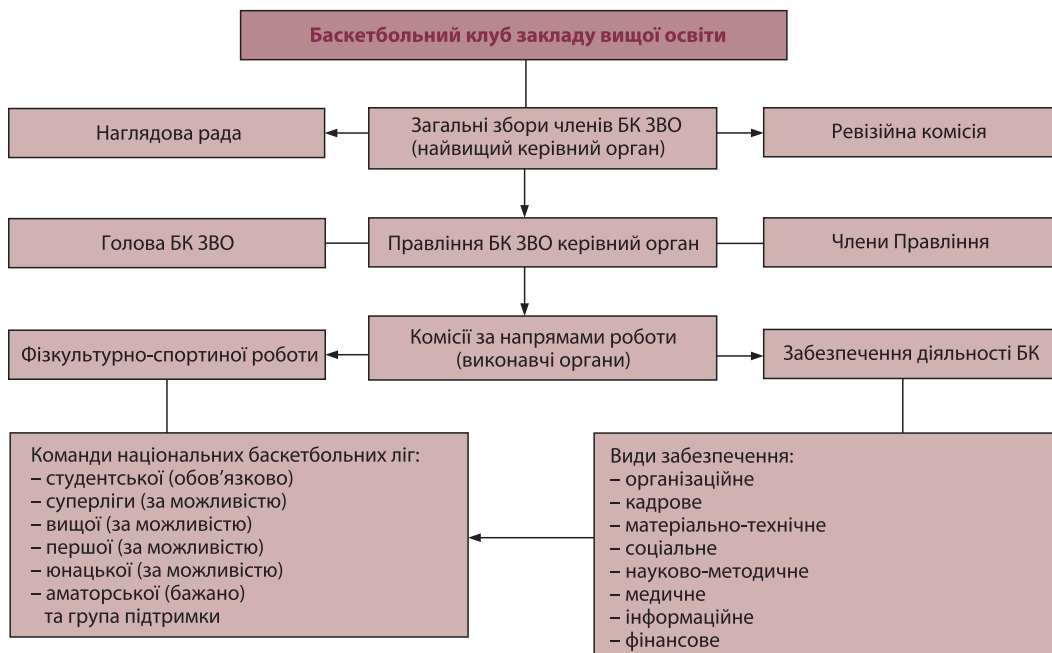 Баскетбольний клуб закладу вищої освіти
Наглядова рада
Загальні збори членів БК ЗВО
(найвищий керівний орган)
Ревізійна комісія
Голова БК ЗВО
Правління БК ЗВО керівний орган
Члени Правління
Фізкультурно-спортиної роботи
Комісії за напрямами роботи
(виконавчі органи)
Забезпечення діяльності БК
Команди національних баскетбольних ліг:
– студентської (обов’язково)
– суперліги (за можливістю)
– вищої (за можливістю)
– першої (за можливістю)
– юнацької (за можливістю)
– аматорської (бажано)
та група підтримки
Види забезпечення:
– організаційне
– кадрове
– матеріально-технічне
– соціальне
– науково-методичне
– медичне
– інформаційне
– фінансове